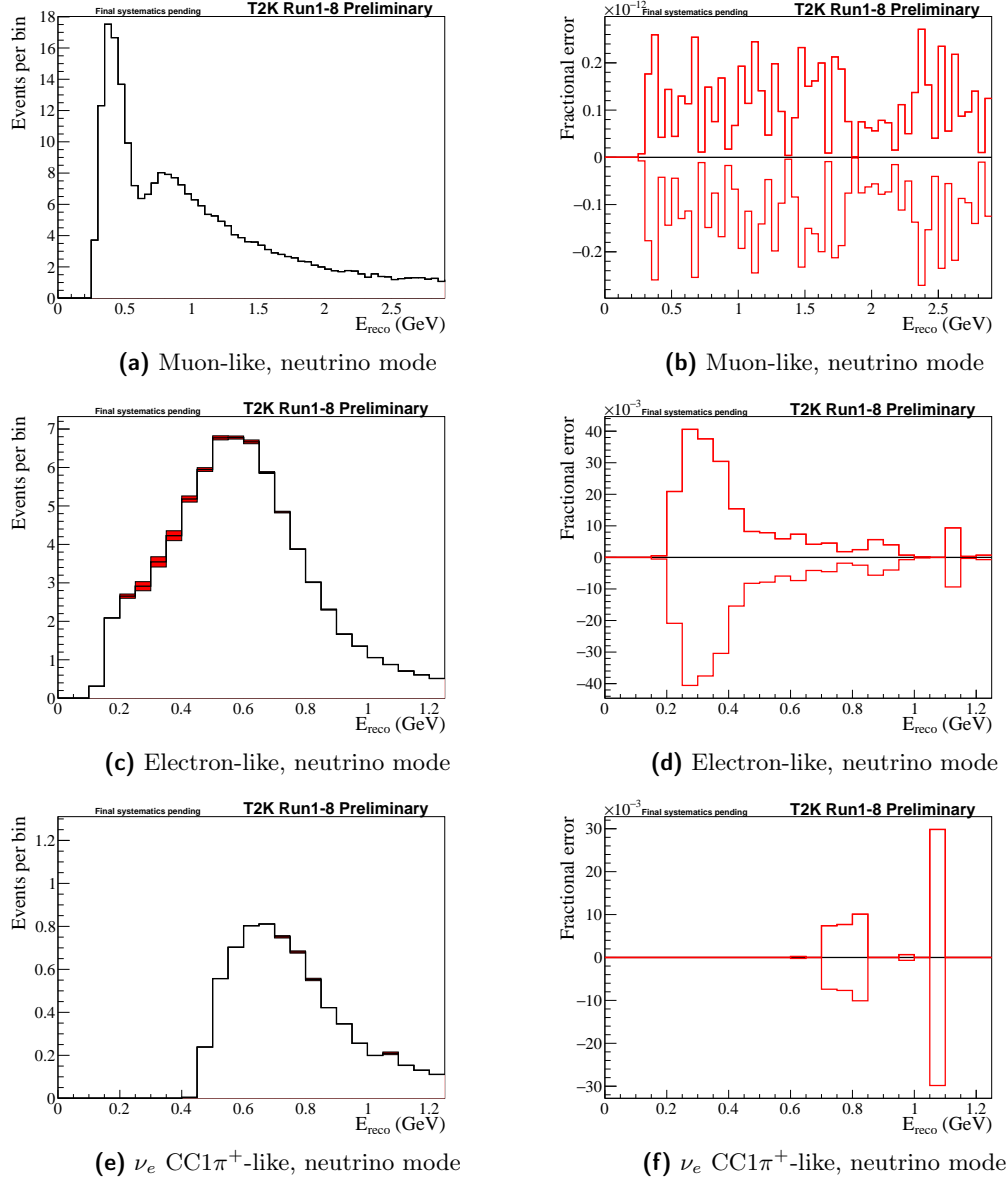 Final systematics pending T2K Run1-8 Preliminary
Events per bin
18
16
14
12
10
8
6
4
2
0
0 0.5 1 1.5 2 2.5
E_reco (GeV)
(a) Muon-like, neutrino mode
×10^−12
Final systematics pending T2K Run1-8 Preliminary
Fractional error
0.2
0.1
0
−0.1
−0.2
0 0.5 1 1.5 2 2.5
E_reco (GeV)
(b) Muon-like, neutrino mode
Final systematics pending T2K Run1-8 Preliminary
Events per bin
7
6
5
4
3
2
1
0
0 0.2 0.4 0.6 0.8 1 1.2
E_reco (GeV)
(c) Electron-like, neutrino mode
×10^−3
Final systematics pending T2K Run1-8 Preliminary
Fractional error
40
30
20
10
0
−10
−20
−30
−40
0 0.2 0.4 0.6 0.8 1 1.2
E_reco (GeV)
(d) Electron-like, neutrino mode
Final systematics pending T2K Run1-8 Preliminary
Events per bin
1.2
1
0.8
0.6
0.4
0.2
0
0 0.2 0.4 0.6 0.8 1 1.2
E_reco (GeV)
(e) ν_e CC1π⁺-like, neutrino mode
×10^−3
Final systematics pending T2K Run1-8 Preliminary
Fractional error
30
20
10
0
−10
−20
−30
0 0.2 0.4 0.6 0.8 1 1.2
E_reco (GeV)
(f) ν_e CC1π⁺-like, neutrino mode